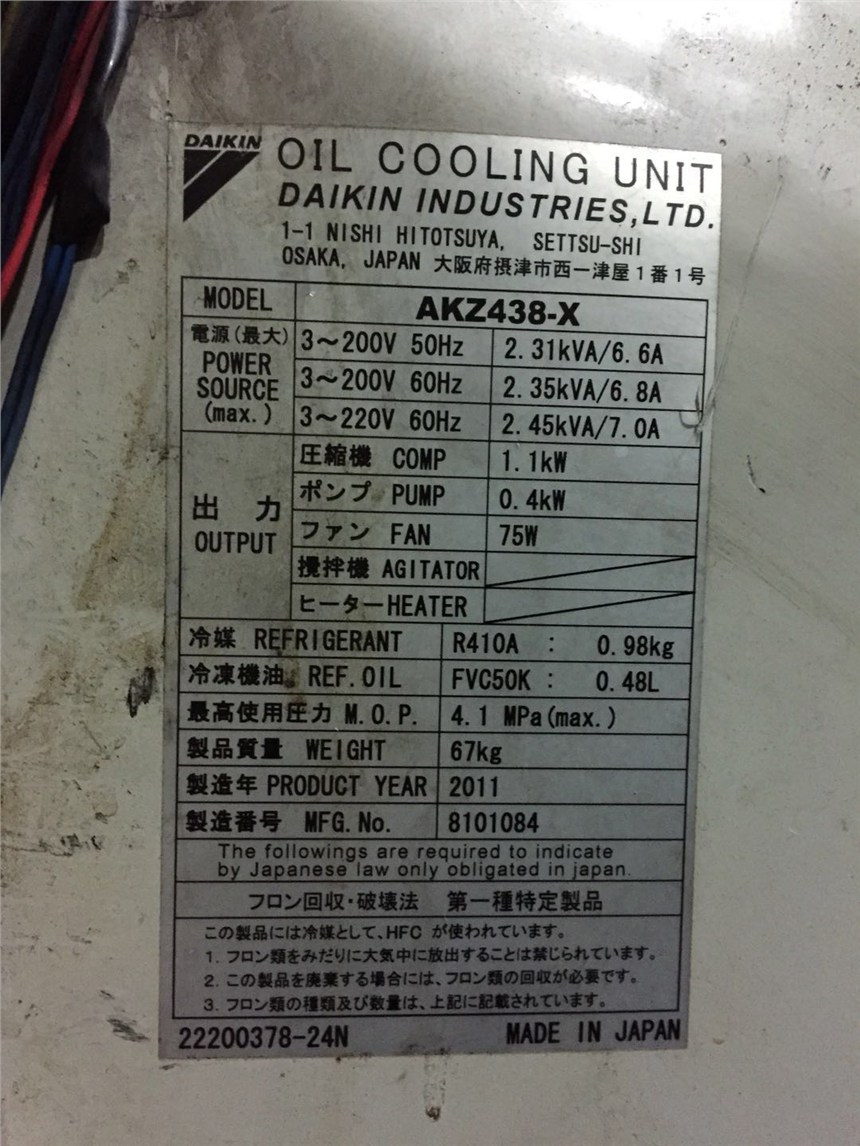 DAIKIN
OIL COOLING UNIT
DAIKIN INDUSTRIES,LTD.
1-1 NISHI HITOTSUYA, SETTSU-SHI
OSAKA, JAPAN 大阪府摂津市西一津屋1番1号
MODEL AKZ438-X
電源(最大) POWER SOURCE (max.)
3～200V 50Hz 2.31kVA/6.6A
3～200V 60Hz 2.35kVA/6.8A
3～220V 60Hz 2.45kVA/7.0A
出力 OUTPUT
圧縮機 COMP 1.1kW
ポンプ PUMP 0.4kW
ファン FAN 75W
攪拌機 AGITATOR
ヒーター HEATER
冷媒 REFRIGERANT R410A : 0.98kg
冷凍機油 REF.OIL FVC50K : 0.48L
最高使用圧力 M.O.P. 4.1 MPa(max.)
製品質量 WEIGHT 67kg
製造年 PRODUCT YEAR 2011
製造番号 MFG.No. 8101084
The followings are required to indicate
by Japanese law only obligated in japan.
フロン回収・破壊法 第一種特定製品
この製品には冷媒として、HFC が使われています。
1. フロン類をみだりに大気中に放出することは禁じられています。
2. この製品を廃棄する場合には、フロン類の回収が必要です。
3. フロン類の種類及び数量は、上記に記載されています。
22200378-24N MADE IN JAPAN